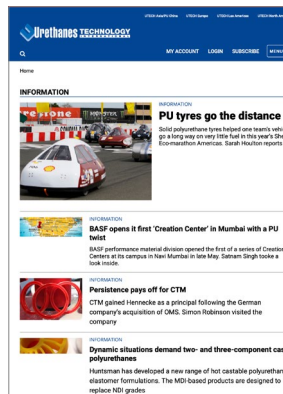 UTECH Asia/PU China UTECH Europe UTECH Las Americas UTECH North Am
Urethanes TECHNOLOGY
INTERNATIONAL
MY ACCOUNT LOGIN SUBSCRIBE MENU
Home
INFORMATION
INFORMATION
PU tyres go the distance
Solid polyurethane tyres helped one team's vehi
go a long way on very little fuel in this year's She
Eco-marathon Americas. Sarah Houlton reports
INFORMATION
BASF opens it first 'Creation Center' in Mumbai with a PU
twist
BASF performance material division opened the first of a series of Creation
Centers at its campus in Navi Mumbai in late May. Satnam Singh tooke a
look inside.
INFORMATION
Persistence pays off for CTM
CTM gained Hennecke as a principal following the German
company's acquisition of OMS. Simon Robinson visited the
company
INFORMATION
Dynamic situations demand two- and three-component cas
polyurethanes
Huntsman has developed a new range of hot castable polyurethan
elastomer formulations. The MDI-based products are designed to
replace NDI grades